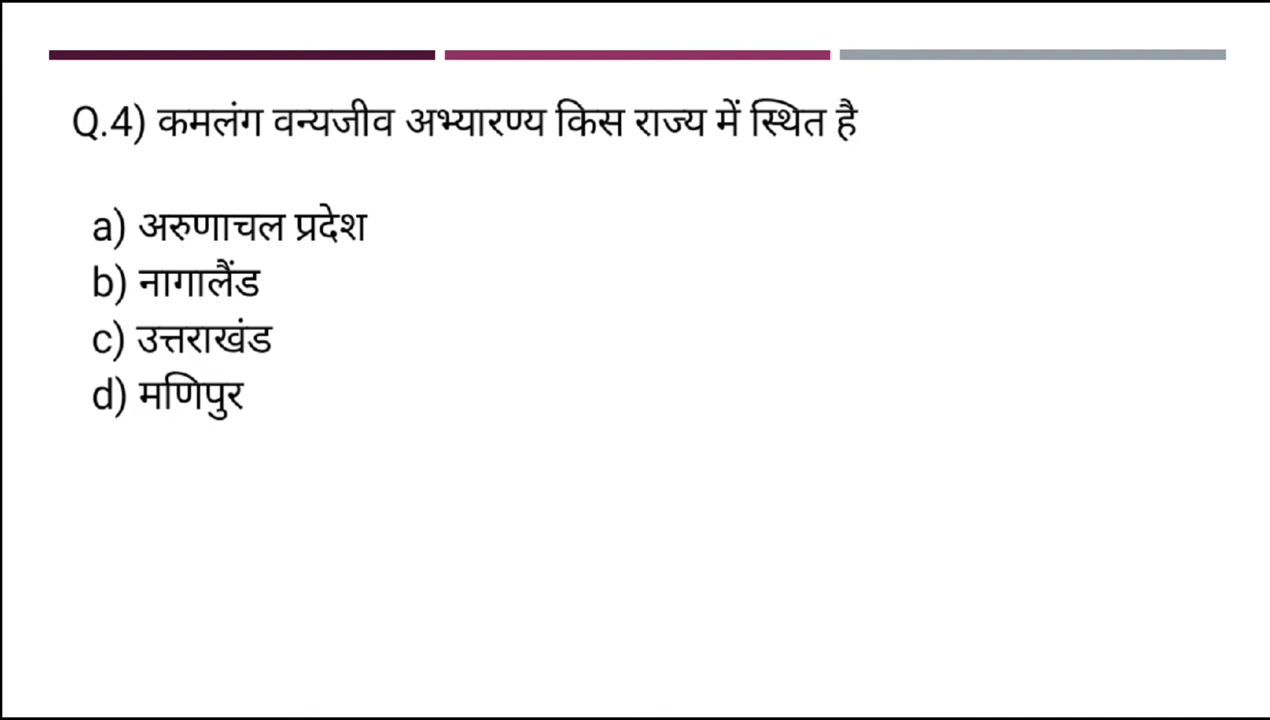 Q.4) कमलंग वन्यजीव अभ्यारण्य किस राज्य में स्थित है
a) अरुणाचल प्रदेश
b) नागालैंड
c) उत्तराखंड
d) मणिपुर